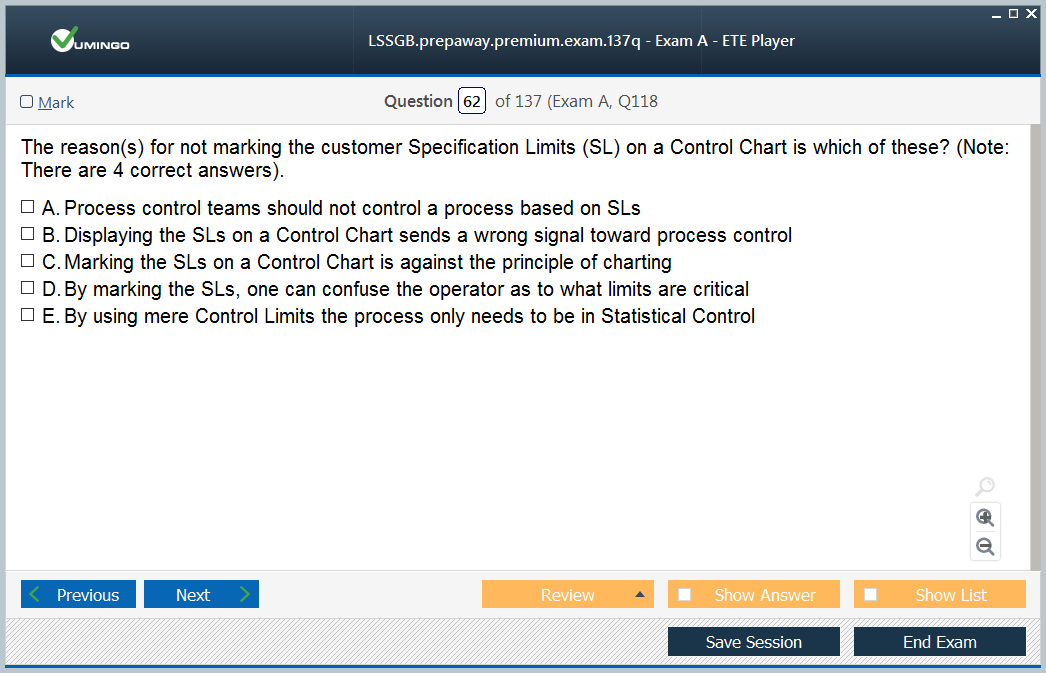 VUMINGO
LSSGB.prepaway.premium.exam.137q - Exam A - ETE Player
Mark
Question 62 of 137 (Exam A, Q118
The reason(s) for not marking the customer Specification Limits (SL) on a Control Chart is which of these? (Note:
There are 4 correct answers).
A. Process control teams should not control a process based on SLs
B. Displaying the SLs on a Control Chart sends a wrong signal toward process control
C. Marking the SLs on a Control Chart is against the principle of charting
D. By marking the SLs, one can confuse the operator as to what limits are critical
E. By using mere Control Limits the process only needs to be in Statistical Control
Previous
Next
Review
Show Answer
Show List
Save Session
End Exam